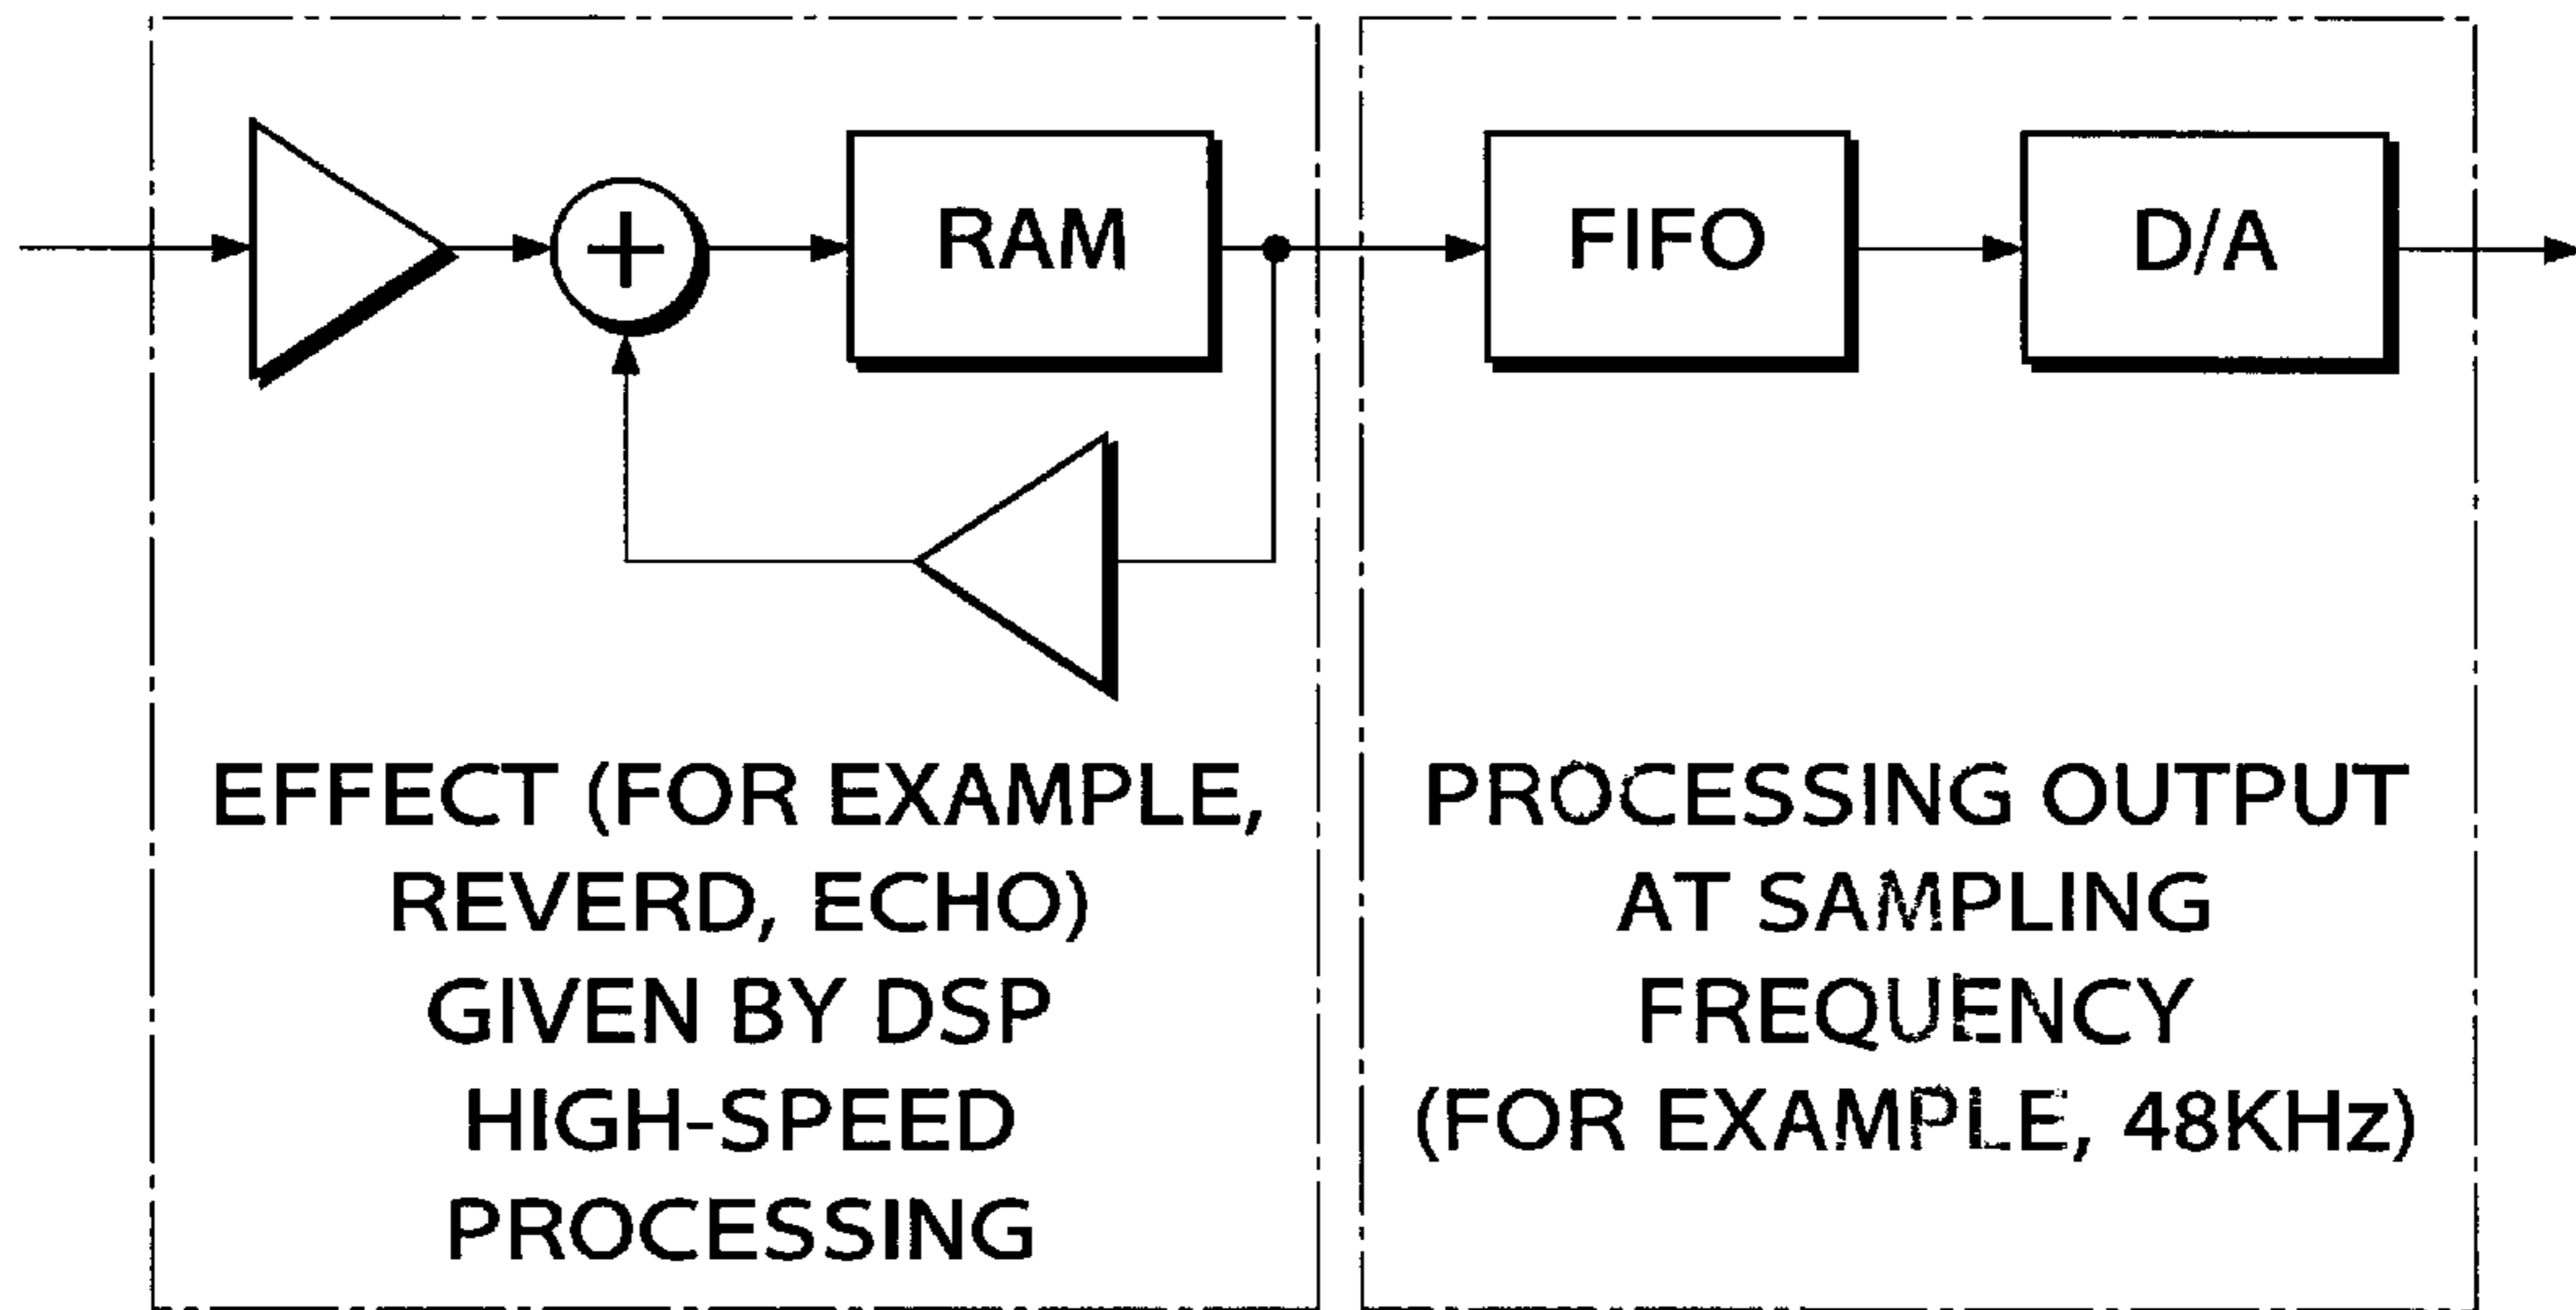 RAM
FIFO
D/A
EFFECT (FOR EXAMPLE,
REVERD, ECHO)
GIVEN BY DSP
HIGH-SPEED
PROCESSING
PROCESSING OUTPUT
AT SAMPLING
FREQUENCY
(FOR EXAMPLE, 48KHz)